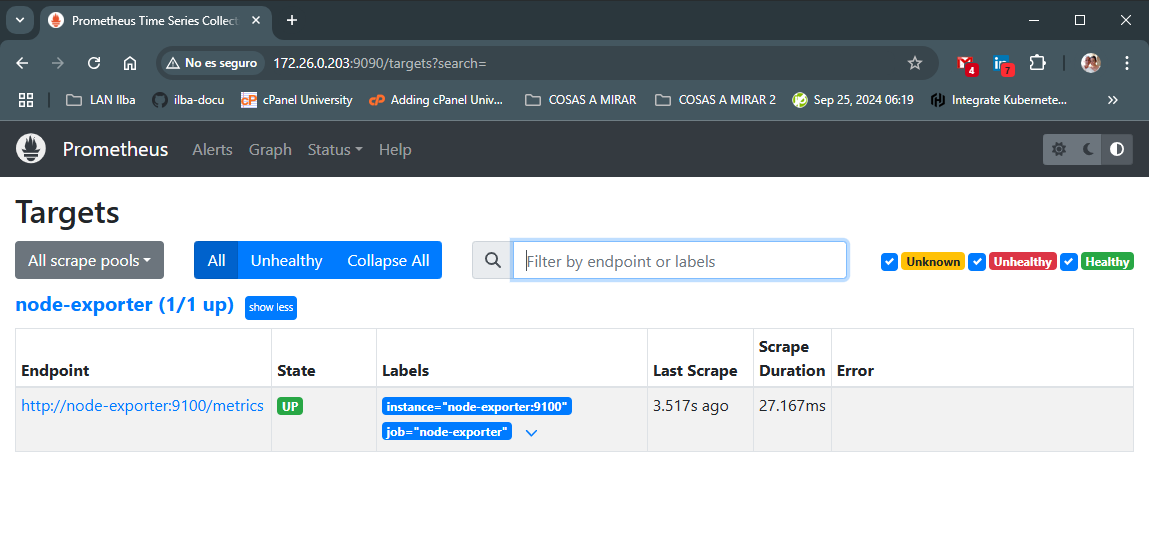 Prometheus Time Series Collect
No es seguro 172.26.0.203:9090/targets?search=
4 7
LAN Ilba ilba-docu cPanel University Adding cPanel Univ... COSAS A MIRAR COSAS A MIRAR 2 Sep 25, 2024 06:19 Integrate Kubernete...
Prometheus Alerts Graph Status Help
Targets
All scrape pools All Unhealthy Collapse All Filter by endpoint or labels Unknown Unhealthy Healthy
node-exporter (1/1 up) show less
Endpoint State Labels Last Scrape Scrape Duration Error
http://node-exporter:9100/metrics UP instance="node-exporter:9100" 3.517s ago 27.167ms
job="node-exporter"